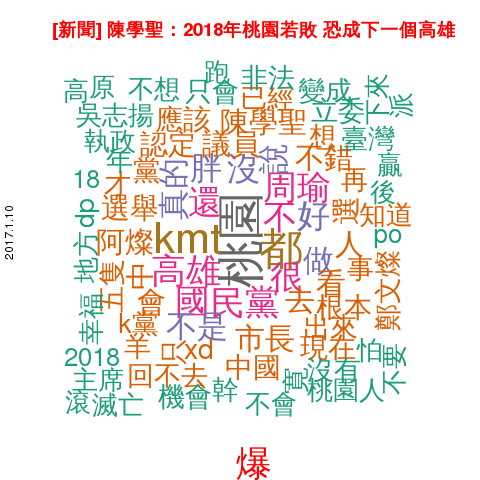 [新聞] 陳學聖：2018年桃園若敗 恐成下一個高雄
跑
非法
來
高原
不想
只會
已經
變成
下
派
吳志揚
應該
陳學聖
立委
執政
認定
議員
想
臺灣
年
黨
胖
沒
說
不錯
贏
18
才
真的
還
周瑜
再
後
dp
選舉
桃園
不
好
選
知道
2017.1.10
阿燦
kmt
都
人
po
地方
隻
中
高雄
很
做
看
事
燦
五
會
國民黨
去
根本
鄭文
幸福
k黨
不是
市長
出來
2018
羊
只
xd
現在
怕
主席
回不去
中國
寬
沒有
不要
滾
滅亡
機會
幹
不會
桃園人
爆